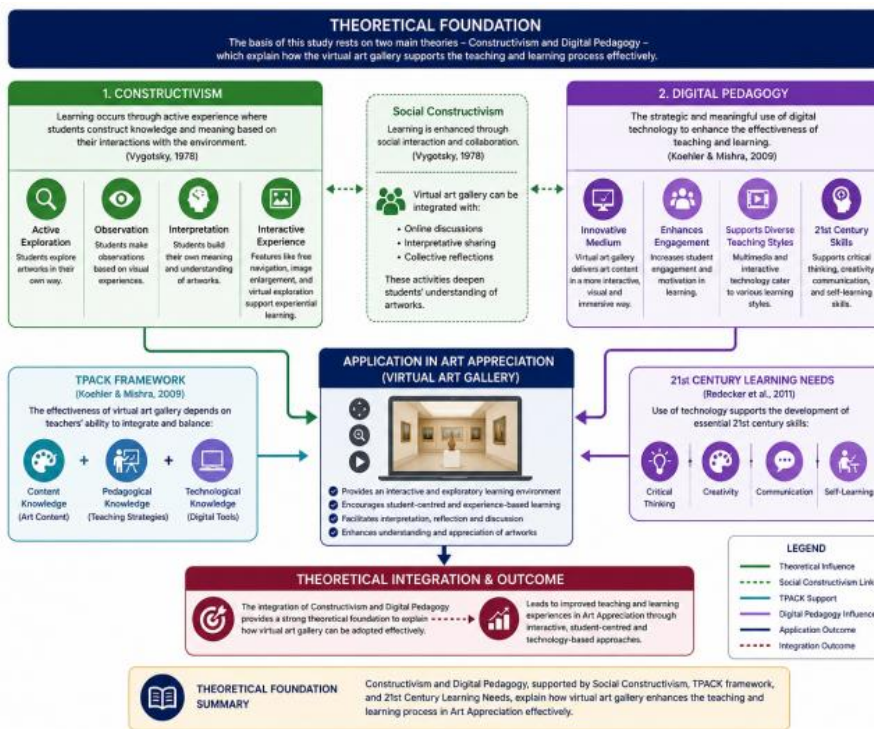 THEORETICAL FOUNDATION
The basis of this study rests on two main theories – Constructivism and Digital Pedagogy –
which explain how the virtual art gallery supports the teaching and learning process effectively.
1. CONSTRUCTIVISM
Learning occurs through active experience where
students construct knowledge and meaning based on
their interactions with the environment.
(Vygotsky, 1978)
Active
Exploration
Students explore
artworks in their
own way.
Observation
Students make
observations
based on visual
experiences.
Interpretation
Students build
their own meaning
and understanding
of artworks.
Interactive
Experience
Features like free
navigation, image
enlargement, and
virtual exploration
support experiential
learning.
Social Constructivism
Learning is enhanced through
social interaction and collaboration.
(Vygotsky, 1978)
Virtual art gallery can be
integrated with:
• Online discussions
• Interpretative sharing
• Collective reflections
These activities deepen
students' understanding of
artworks.
2. DIGITAL PEDAGOGY
The strategic and meaningful use of digital
technology to enhance the effectiveness of
teaching and learning.
(Koehler & Mishra, 2009)
Innovative
Medium
Virtual art gallery
delivers art content
in a more interactive,
visual and
immersive way.
Enhances
Engagement
Increases student
engagement and
motivation in
learning.
Supports Diverse
Teaching Styles
Multimedia and
interactive
technology cater
to various learning
styles.
21st Century
Skills
Supports critical
thinking, creativity,
communication,
and self-learning
skills.
TPACK FRAMEWORK
(Koehler & Mishra, 2009)
The effectiveness of virtual art gallery depends on
teachers' ability to integrate and balance:
Content
Knowledge
(Art Content)
+
Pedagogical
Knowledge
(Teaching Strategies)
+
Technological
Knowledge
(Digital Tools)
APPLICATION IN ART APPRECIATION
(VIRTUAL ART GALLERY)
Provides an interactive and exploratory learning environment
Encourages student-centred and experience-based learning
Facilitates interpretation, reflection and discussion
Enhances understanding and appreciation of artworks
21st CENTURY LEARNING NEEDS
(Redecker et al., 2011)
Use of technology supports the development of
essential 21st century skills:
Critical
Thinking
Creativity
Communication
Self-Learning
THEORETICAL INTEGRATION & OUTCOME
The integration of Constructivism and Digital Pedagogy
provides a strong theoretical foundation to explain
how virtual art gallery can be adopted effectively.
Leads to improved teaching and learning
experiences in Art Appreciation through
interactive, student-centred and
technology-based approaches.
LEGEND
Theoretical Influence
Social Constructivism Link
TPACK Support
Digital Pedagogy Influence
Application Outcome
Integration Outcome
THEORETICAL FOUNDATION
SUMMARY
Constructivism and Digital Pedagogy, supported by Social Constructivism, TPACK framework,
and 21st Century Learning Needs, explain how virtual art gallery enhances the teaching and
learning process in Art Appreciation effectively.